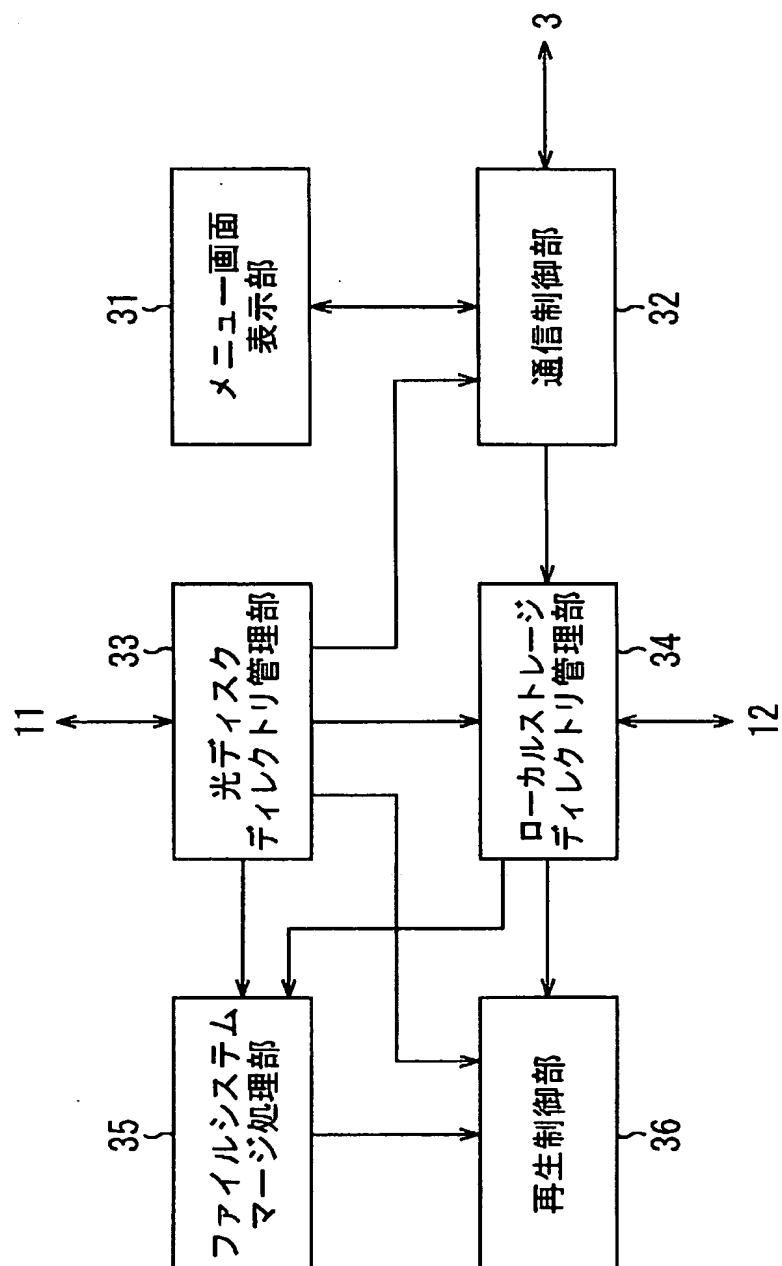 3
31
メニュー画面
表示部
通信制御部
32
11
33
光ディスク
ディレクトリ管理部
ローカルストレージ
ディレクトリ管理部
34
12
35
ファイルシステム
マージ処理部
再生制御部
36